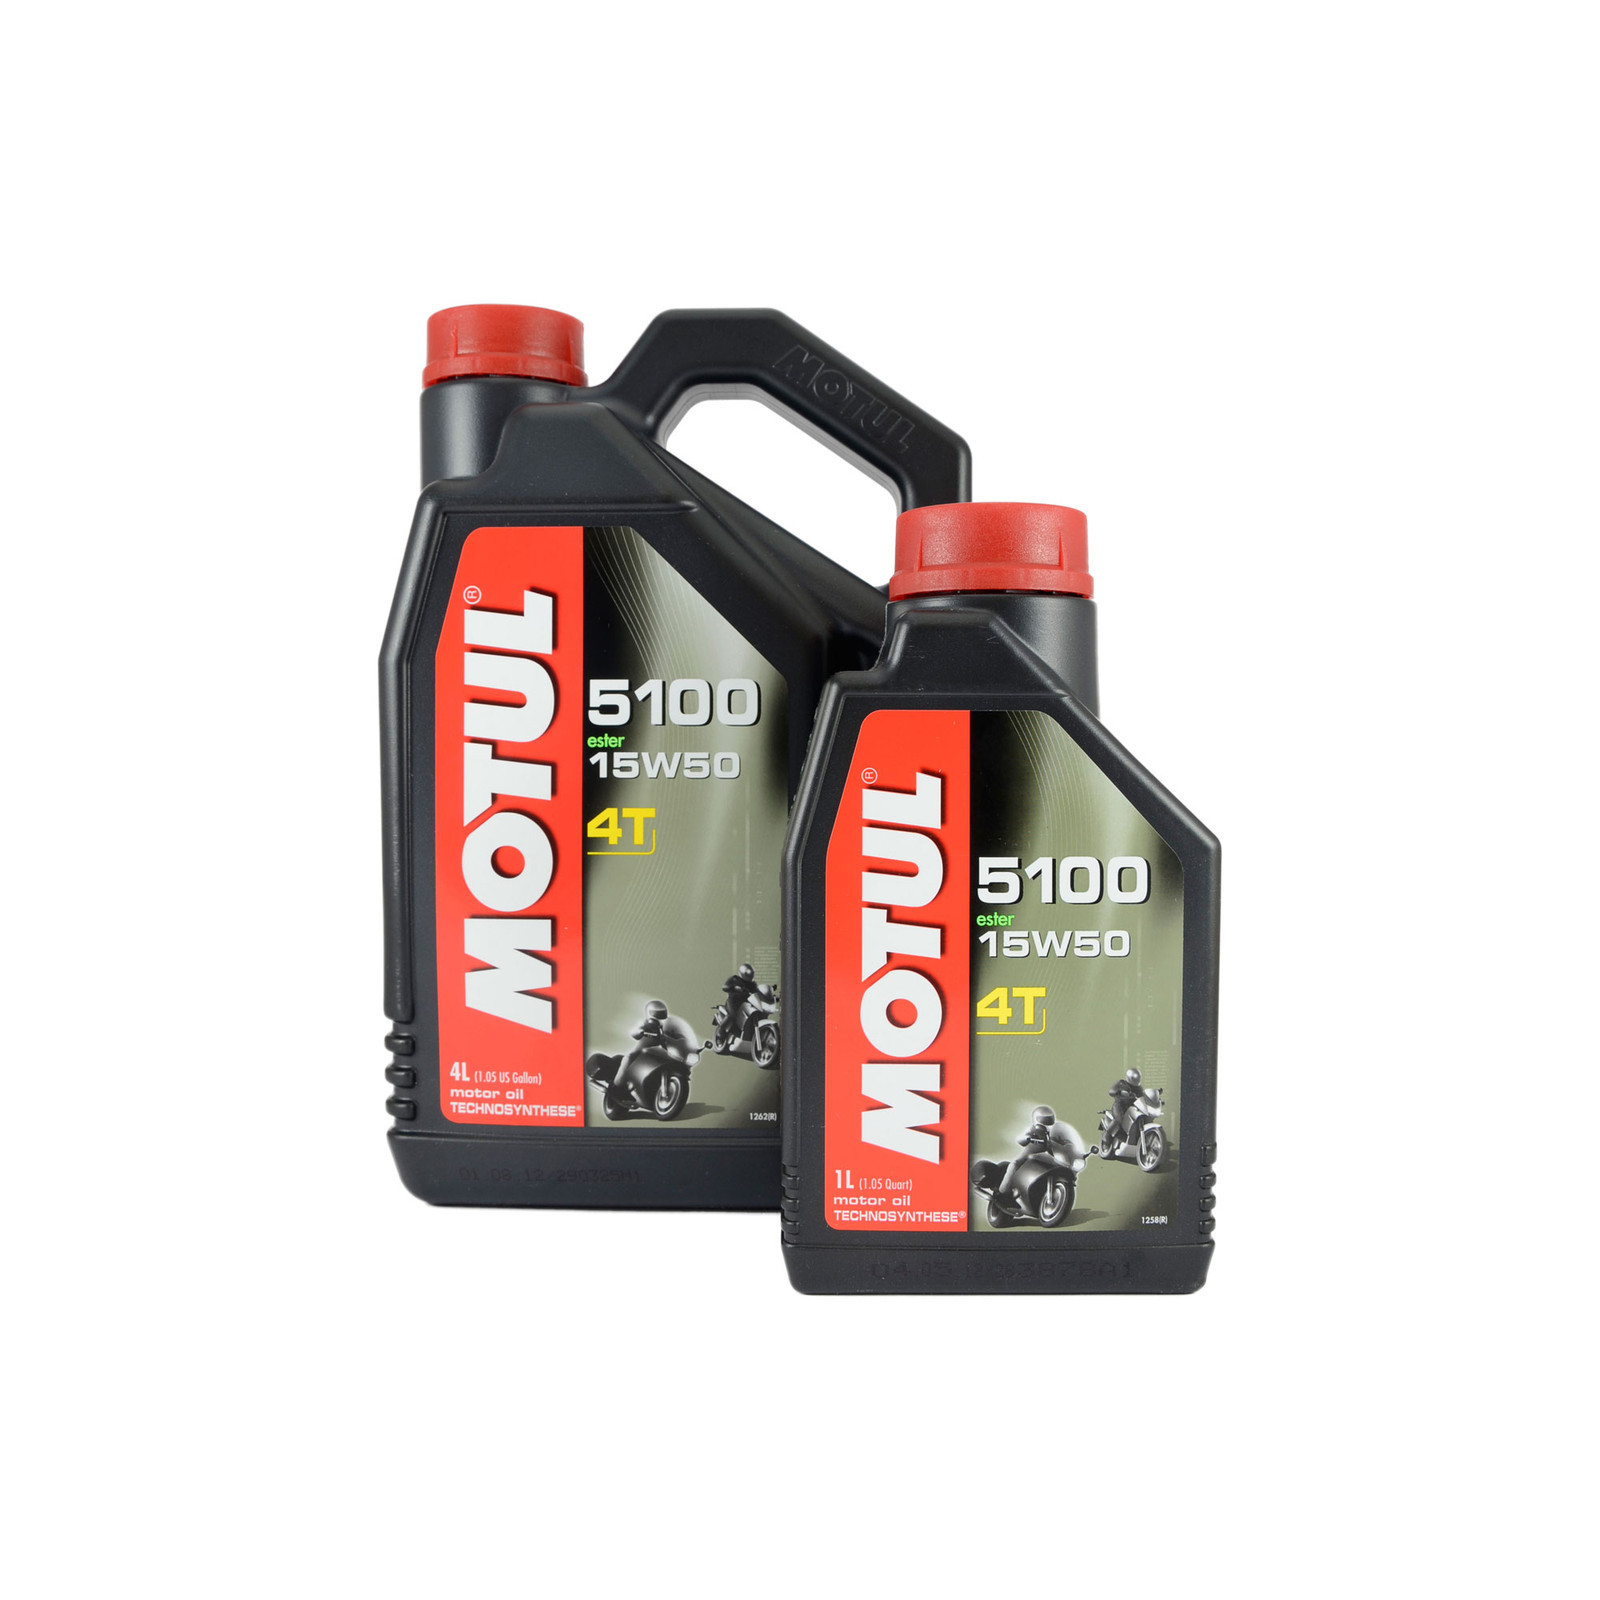 MOTUL
MOTUL®
5100
ester
15W50
4T
4L (1.05 US Gallon)
motor oil
TECHNOSYNTHESE®
1262(R)
MOTUL®
5100
ester
15W50
4T
1L (1.05 Quart)
motor oil
TECHNOSYNTHESE®
1258(R)